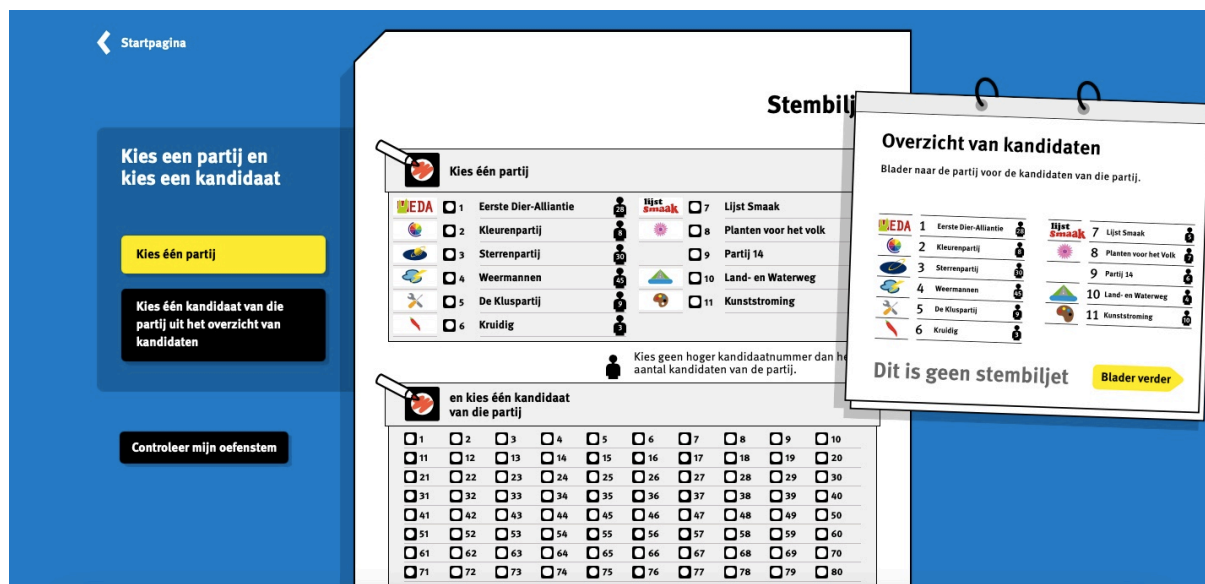 Startpagina
Kies een partij en
kies een kandidaat
Kies één partij
Kies één kandidaat van die
partij uit het overzicht van
kandidaten
Controleer mijn oefenstem
Stembilj
Kies één partij
EDA 1 Eerste Dier-Alliantie 28
2 Kleurenpartij 8
3 Sterrenpartij 30
4 Weermannen 45
5 De Kluspartij 9
6 Kruidig 3
lijst smaak 7 Lijst Smaak
8 Planten voor het volk
9 Partij 14
10 Land- en Waterweg
11 Kunststroming
Kies geen hoger kandidaatnummer dan he
aantal kandidaten van de partij.
en kies één kandidaat
van die partij
1 2 3 4 5 6 7 8 9 10
11 12 13 14 15 16 17 18 19 20
21 22 23 24 25 26 27 28 29 30
31 32 33 34 35 36 37 38 39 40
41 42 43 44 45 46 47 48 49 50
51 52 53 54 55 56 57 58 59 60
61 62 63 64 65 66 67 68 69 70
71 72 73 74 75 76 77 78 79 80
Overzicht van kandidaten
Blader naar de partij voor de kandidaten van die partij.
EDA 1 Eerste Dier-Alliantie 28
2 Kleurenpartij 8
3 Sterrenpartij 30
4 Weermannen 45
5 De Kluspartij 9
6 Kruidig 3
lijst smaak 7 Lijst Smaak 5
8 Planten voor het Volk 7
9 Partij 14 6
10 Land- en Waterweg 4
11 Kunststroming 10
Dit is geen stembiljet
Blader verder